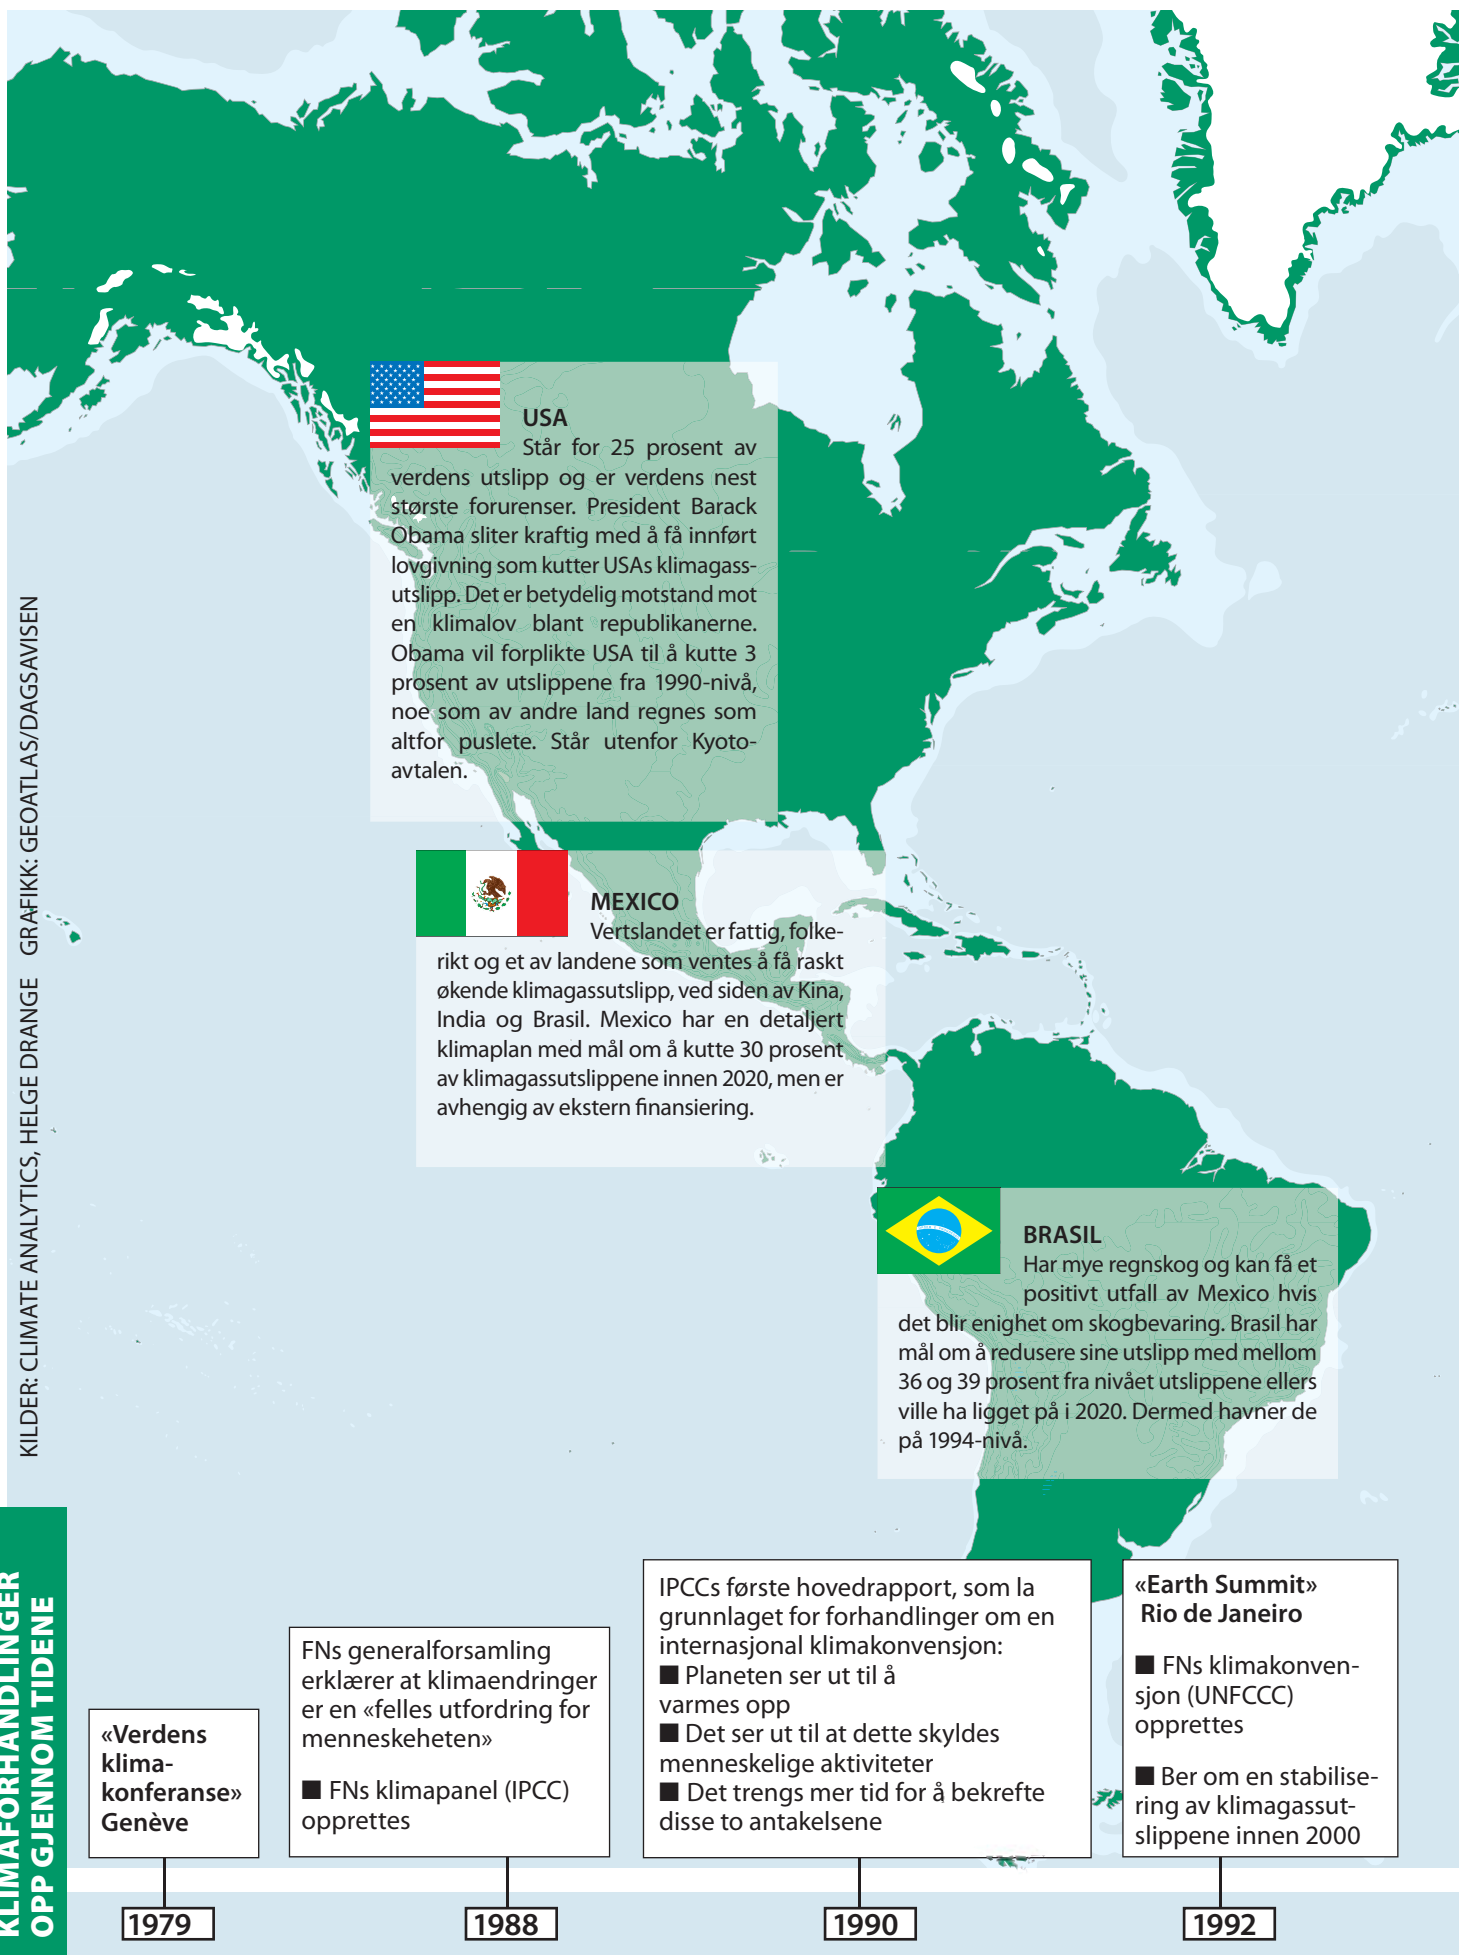 USA
Står for 25 prosent av
verdens utslipp og er verdens nest
største forurenser. President Barack
Obama sliter kraftig med å få innført
lovgivning som kutter USAs klimagass-
utslipp. Det er betydelig motstand mot
en klimalov blant republikanerne.
Obama vil forplikte USA til å kutte 3
prosent av utslippene fra 1990-nivå,
noe som av andre land regnes som
altfor puslete. Står utenfor Kyoto-
avtalen.
MEXICO
Vertslandet er fattig, folke-
rikt og et av landene som ventes å få raskt
økende klimagassutslipp, ved siden av Kina,
India og Brasil. Mexico har en detaljert
klimaplan med mål om å kutte 30 prosent
av klimagassutslippene innen 2020, men er
avhengig av ekstern finansiering.
BRASIL
Har mye regnskog og kan få et
positivt utfall av Mexico hvis
det blir enighet om skogbevaring. Brasil har
mål om å redusere sine utslipp med mellom
36 og 39 prosent fra nivået utslippene ellers
ville ha ligget på i 2020. Dermed havner de
på 1994-nivå.
KILDER: CLIMATE ANALYTICS, HELGE DRANGE GRAFIKK: GEOATLAS/DAGSAVISEN
KLIMAFORHANDLINGER
OPP GJENNOM TIDENE
«Verdens
klima-
konferanse»
Genève
1979
FNs generalforsamling
erklærer at klimaendringer
er en «felles utfordring for
menneskeheten»
■ FNs klimapanel (IPCC)
opprettes
1988
IPCCs første hovedrapport, som la
grunnlaget for forhandlinger om en
internasjonal klimakonvensjon:
■ Planeten ser ut til å
varmes opp
■ Det ser ut til at dette skyldes
menneskelige aktiviteter
■ Det trengs mer tid for å bekrefte
disse to antakelsene
1990
«Earth Summit»
Rio de Janeiro
■ FNs klimakonven-
sjon (UNFCCC)
opprettes
■ Ber om en stabilise-
ring av klimagassut-
slippene innen 2000
1992